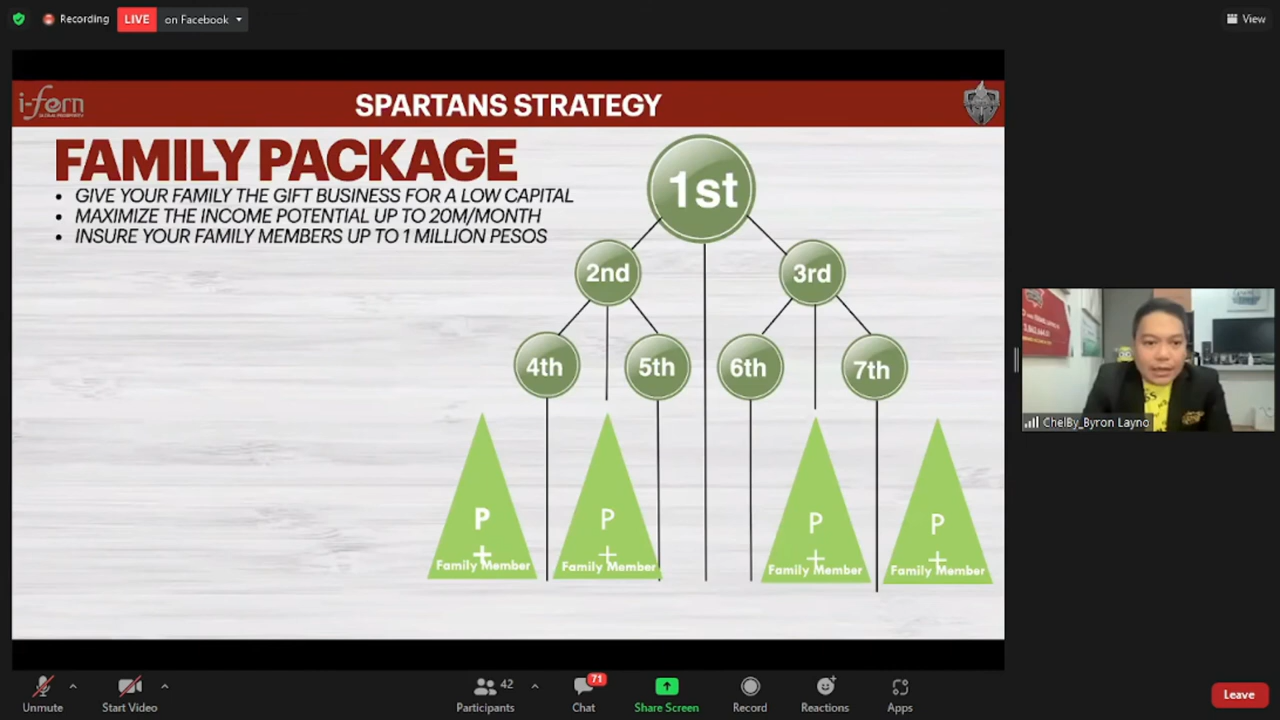 Recording
LIVE on Facebook
View
i-fern
SPARTANS STRATEGY
FAMILY PACKAGE
• GIVE YOUR FAMILY THE GIFT BUSINESS FOR A LOW CAPITAL
• MAXIMIZE THE INCOME POTENTIAL UP TO 20M/MONTH
• INSURE YOUR FAMILY MEMBERS UP TO 1 MILLION PESOS
1st
2nd
3rd
4th
5th
6th
7th
P
+
Family Member
P
+
Family Member
P
+
Family Member
P
+
Family Member
ChelBy_Byron Layno
Unmute
Start Video
42
Participants
71
Chat
Share Screen
Record
Reactions
Apps
Leave